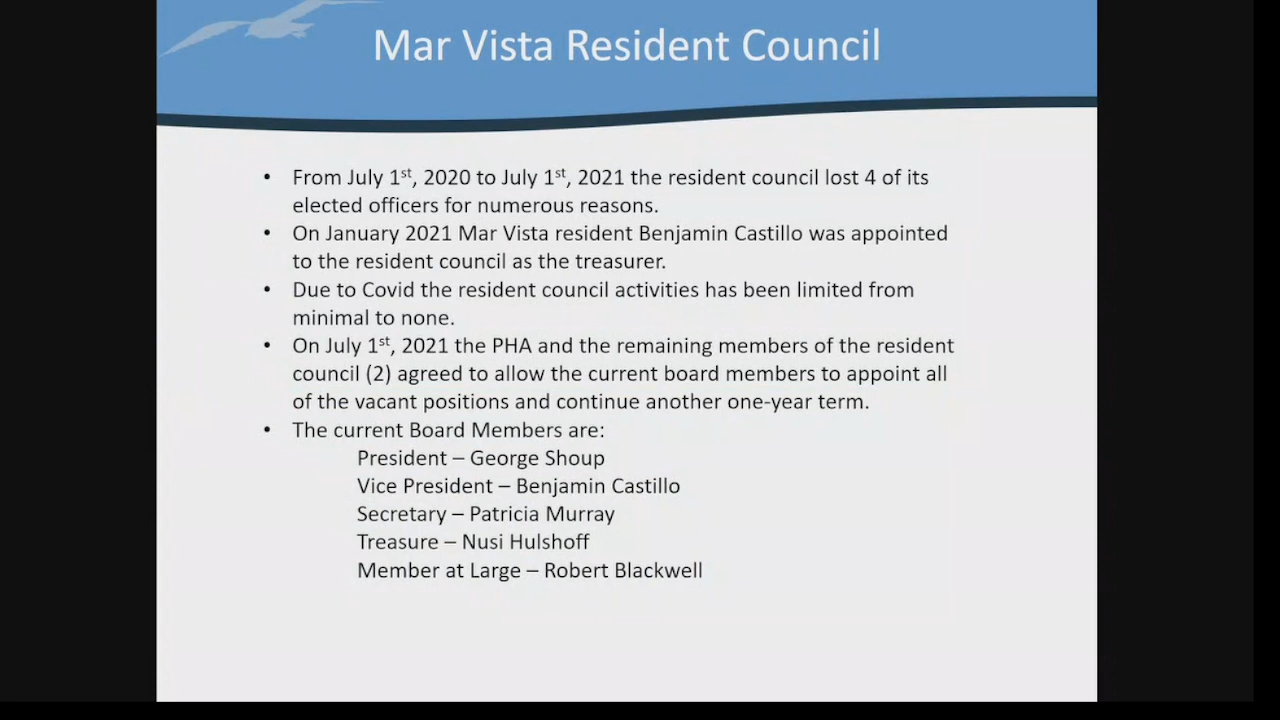 Mar Vista Resident Council
• From July 1st, 2020 to July 1st, 2021 the resident council lost 4 of its
elected officers for numerous reasons.
• On January 2021 Mar Vista resident Benjamin Castillo was appointed
to the resident council as the treasurer.
• Due to Covid the resident council activities has been limited from
minimal to none.
• On July 1st, 2021 the PHA and the remaining members of the resident
council (2) agreed to allow the current board members to appoint all
of the vacant positions and continue another one-year term.
• The current Board Members are:
President – George Shoup
Vice President – Benjamin Castillo
Secretary – Patricia Murray
Treasure – Nusi Hulshoff
Member at Large – Robert Blackwell